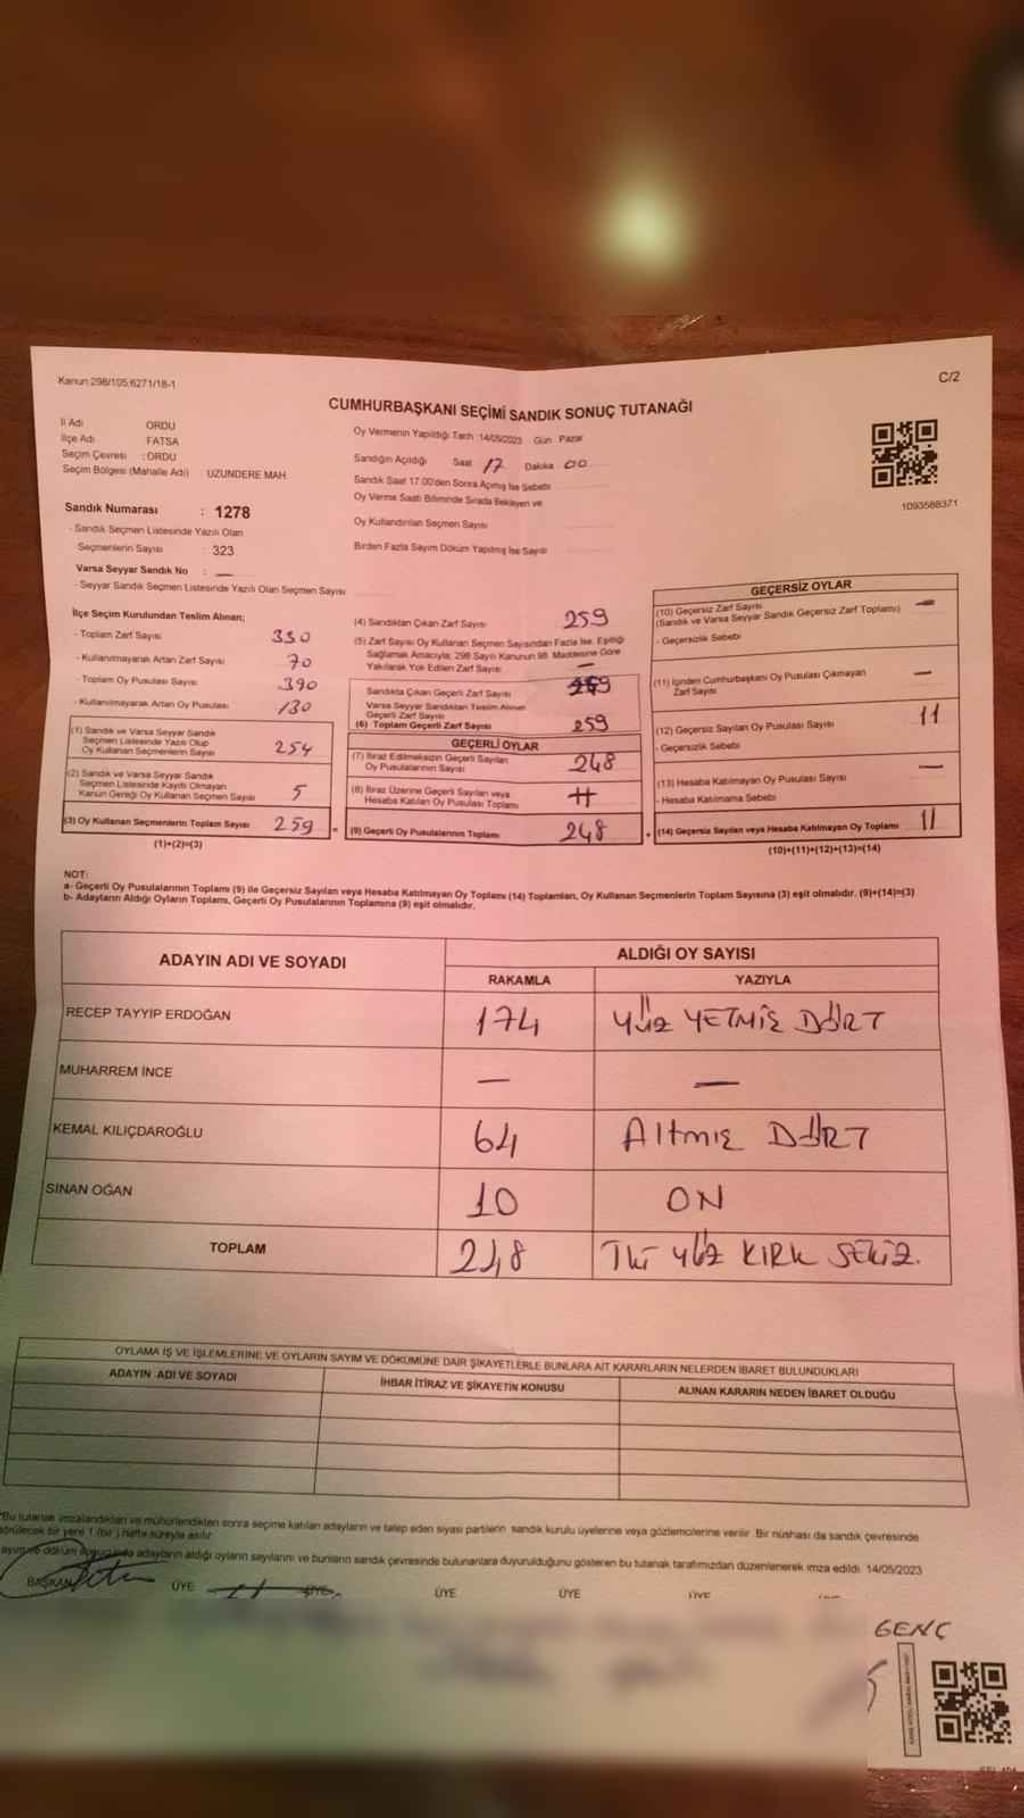 Kanun 298/105,6271/18-1
C/2
CUMHURBAŞKANI SEÇİMİ SANDIK SONUÇ TUTANAĞI
İl Adı ORDU
İlçe Adı FATSA
Seçim Çevresi : ORDU
Seçim Bölgesi (Mahalle Adı) UZUNDERE MAH.
Oy Vermenin Yapıldığı Tarih :14/05/2023 Gün : Pazar
Sandığın Açıldığı Saat 17 Dakika 00
Sandık Saat 17.00'den Sonra Açılmış İse Sebebi
Oy Verme Saati Bitiminde Sırada Bekleyen ve
Oy Kullandırılan Seçmen Sayısı
Birden Fazla Sayım Döküm Yapılmış İse Sayısı
1093588371
Sandık Numarası : 1278
- Sandık Seçmen Listesinde Yazılı Olan
Seçmenlerin Sayısı : 323
Varsa Seyyar Sandık No : —
- Seyyar Sandık Seçmen Listesinde Yazılı Olan Seçmen Sayısı
İlçe Seçim Kurulundan Teslim Alınan;
- Toplam Zarf Sayısı 330
- Kullanılmayarak Artan Zarf Sayısı 70
- Toplam Oy Pusulası Sayısı 390
- Kullanılmayarak Artan Oy Pusulası 130
(1) Sandık ve Varsa Seyyar Sandık
Seçmen Listesinde Yazılı Olup
Oy Kullanan Seçmenlerin Sayısı 254
(2) Sandık ve Varsa Seyyar Sandık
Seçmen Listesinde Kayıtlı Olmayan
Kanun Gereği Oy Kullanan Seçmen Sayısı 5
(3) Oy Kullanan Seçmenlerin Toplam Sayısı 259
(1)+(2)=(3)
(4) Sandıktan Çıkan Zarf Sayısı 259
(5) Zarf Sayısı Oy Kullanan Seçmen Sayısından Fazla İse, Eşitliği
Sağlamak Amacıyla; 298 Sayılı Kanunun 98. Maddesine Göre
Yakılarak Yok Edilen Zarf Sayısı —
Sandıkta Çıkan Geçerli Zarf Sayısı
Varsa Seyyar Sandıktan Teslim Alınan
Geçerli Zarf Sayısı
(6) Toplam Geçerli Zarf Sayısı 259
GEÇERLİ OYLAR
(7) İtiraz Edilmeksizin Geçerli Sayılan
Oy Pusulalarının Sayısı 248
(8) İtiraz Üzerine Geçerli Sayılan veya
Hesaba Katılan Oy Pusulası Toplamı
(9) Geçerli Oy Pusulalarının Toplamı 248
GEÇERSİZ OYLAR
(10) Geçersiz Zarf Sayısı —
(Sandık ve Varsa Seyyar Sandık Geçersiz Zarf Toplamı)
- Geçersizlik Sebebi
(11) İçinden Cumhurbaşkanı Oy Pusulası Çıkmayan
Zarf Sayısı —
(12) Geçersiz Sayılan Oy Pusulası Sayısı 11
- Geçersizlik Sebebi
(13) Hesaba Katılmayan Oy Pusulası Sayısı —
- Hesaba Katılmama Sebebi
(14) Geçersiz Sayılan veya Hesaba Katılmayan Oy Toplamı 11
(10)+(11)+(12)+(13)=(14)
NOT:
a- Geçerli Oy Pusulalarının Toplamı (9) ile Geçersiz Sayılan veya Hesaba Katılmayan Oy Toplamı (14) Toplamları, Oy Kullanan Seçmenlerin Toplam Sayısına (3) eşit olmalıdır. (9)+(14)=(3)
b- Adayların Aldığı Oyların Toplamı, Geçerli Oy Pusulalarının Toplamına (9) eşit olmalıdır.
ADAYIN ADI VE SOYADI
ALDIĞI OY SAYISI
RAKAMLA YAZIYLA
RECEP TAYYİP ERDOĞAN 174 YÜZ YETMİŞ DÖRT
MUHARREM İNCE — —
KEMAL KILIÇDAROĞLU 64 Altmış DÖRT
SİNAN OĞAN 10 ON
TOPLAM 248 İki yüz KIRK SEKİZ.
OYLAMA İŞ VE İŞLEMLERİNE VE OYLARIN SAYIM VE DÖKÜMÜNE DAİR ŞİKAYETLERLE BUNLARA AİT KARARLARIN NELERDEN İBARET BULUNDUKLARI
ADAYIN ADI VE SOYADI İHBAR İTİRAZ VE ŞİKAYETİN KONUSU ALINAN KARARIN NEDEN İBARET OLDUĞU
*Bu tutanak imzalandıktan ve mühürlendikten sonra seçime katılan adayların ve talep eden siyasi partilerin sandık kurulu üyelerine veya gözlemcilerine verilir. Bir nüshası da sandık çevresinde
görülecek bir yere 1 (bir) hafta süreyle asılır.
adayların aldığı oyların sayılarını ve bunların sandık çevresinde bulunanlara duyurulduğunu gösteren bu tutanak tarafımızdan düzenlenerek imza edildi. 14/05/2023
BAŞKAN ÜYE ÜYE ÜYE ÜYE ÜYE
GENÇ